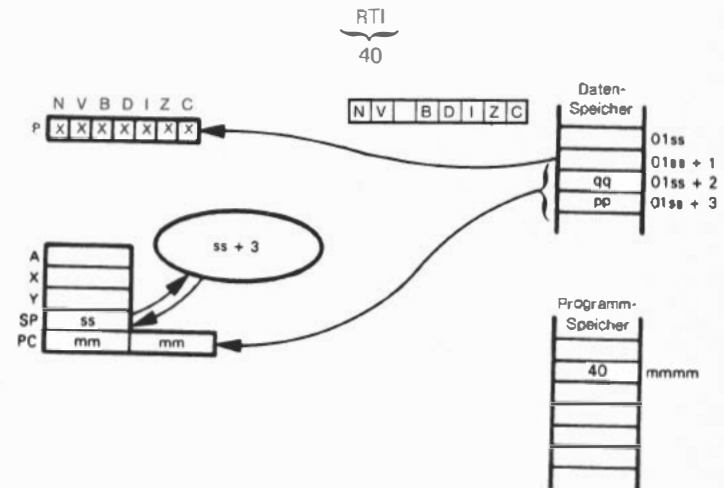 RTI
40
N V B D I Z C
P X X X X X X X
N V B D I Z C
Daten-
Speicher
01ss
01ss + 1
qq 01ss + 2
pp 01ss + 3
ss + 3
A
X
Y
SP ss
PC mm mm
Programm-
Speicher
40 mmmm